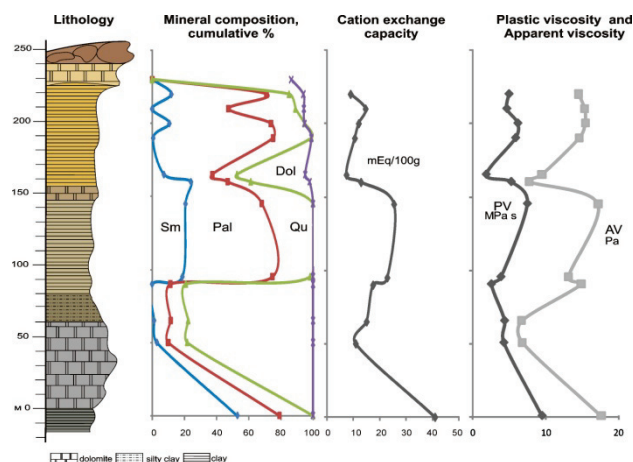 Lithology
Mineral composition,
cumulative %
Cation exchange
capacity
Plastic viscosity and
Apparent viscosity
250
200
150
100
50
M 0
Sm
Pal
Dol
Qu
mEq/100g
PV
MPa s
AV
Pa
0 20 40 60 80 100
0 10 20 30 40 50
0 10 20
dolomite silty clay clay